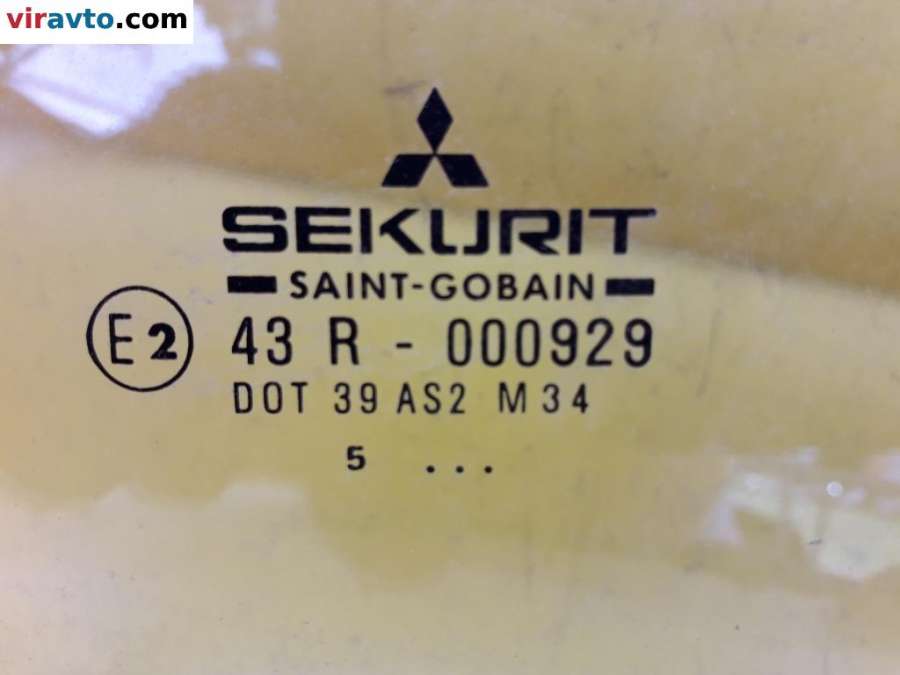 viravto.com
SEKURIT
SAINT-GOBAIN
E2 43 R - 000929
DOT 39 AS2 M34
5 ...